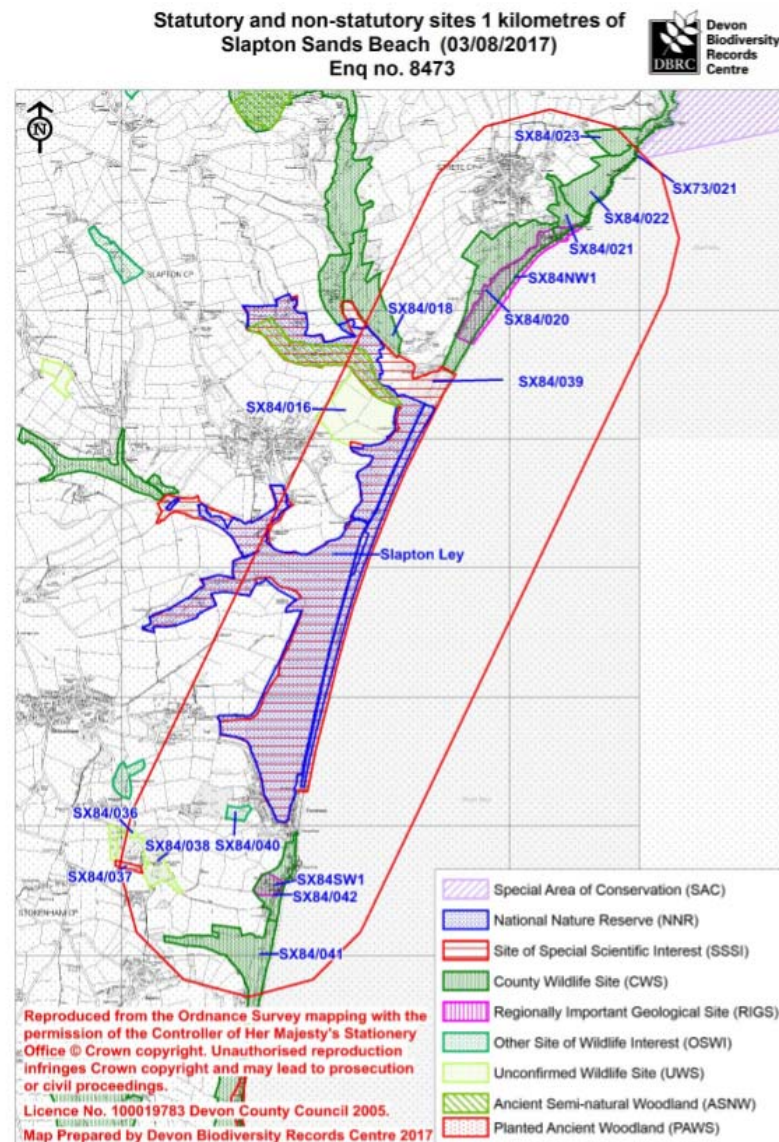 Statutory and non-statutory sites 1 kilometres of
Slapton Sands Beach (03/08/2017)
Enq no. 8473
DBRC
Devon
Biodiversity
Records
Centre
N
SX84/023
SX73/021
SX84/022
SX84/021
SX84NW1
SLAPTON CP
SX84/018
SX84/020
SX84/039
SX84/016
Slapton Ley
SX84/036
SX84/038
SX84/040
SX84/037
SX84SW1
SX84/042
STOKENHAM CP
SX84/041
Special Area of Conservation (SAC)
National Nature Reserve (NNR)
Site of Special Scientific Interest (SSSI)
County Wildlife Site (CWS)
Regionally Important Geological Site (RIGS)
Other Site of Wildlife Interest (OSWI)
Unconfirmed Wildlife Site (UWS)
Ancient Semi-natural Woodland (ASNW)
Planted Ancient Woodland (PAWS)
Reproduced from the Ordnance Survey mapping with the
permission of the Controller of Her Majesty's Stationery
Office © Crown copyright. Unauthorised reproduction
infringes Crown copyright and may lead to prosecution
or civil proceedings.
Licence No. 100019783 Devon County Council 2005.
Map Prepared by Devon Biodiversity Records Centre 2017